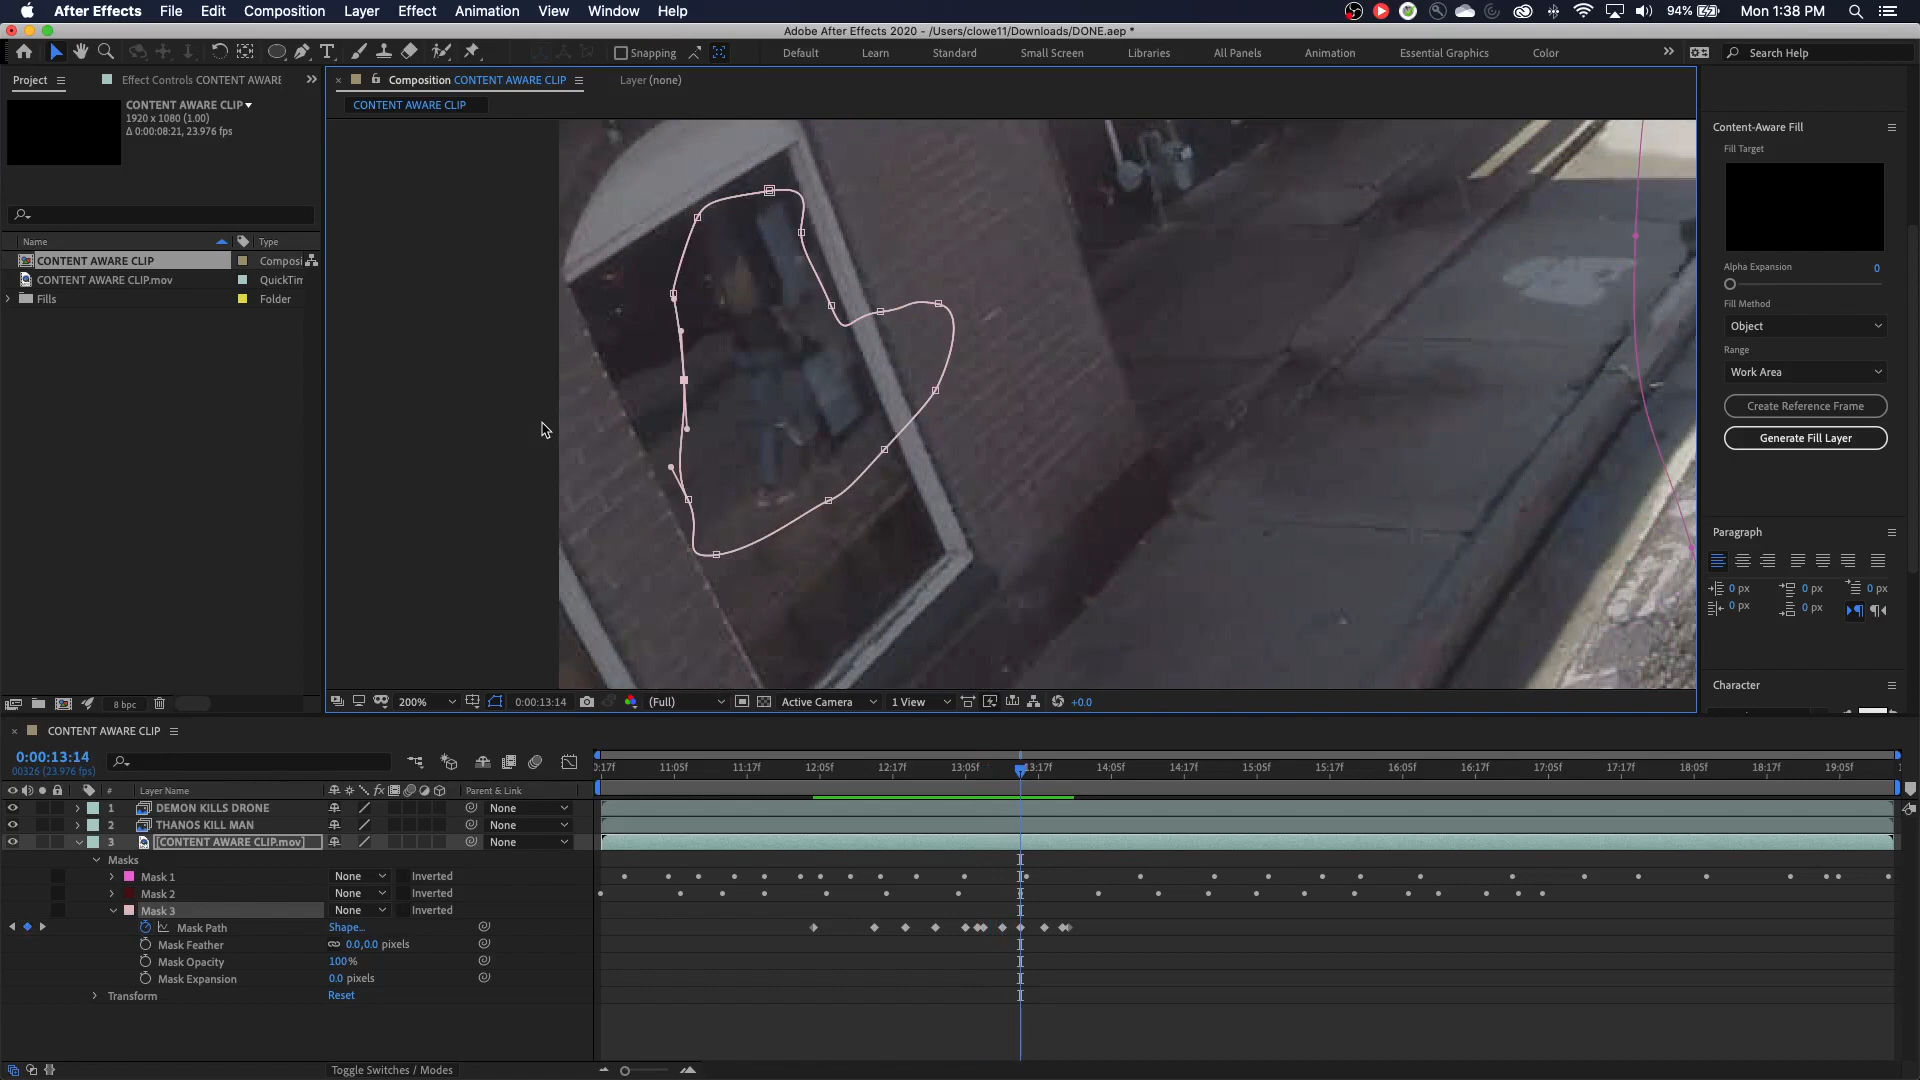 After Effects File Edit Composition Layer Effect Animation View Window Help
94% Mon 1:38 PM
Adobe After Effects 2020 - /Users/clowe11/Downloads/DONE.aep *
Snapping Default Learn Standard Small Screen Libraries All Panels Animation Essential Graphics Color Search Help
Project Effect Controls CONTENT AWARE
Composition CONTENT AWARE CLIP Layer (none)
CONTENT AWARE CLIP
1920 x 1080 (1.00)
Δ 0:00:08:21, 23.976 fps
CONTENT AWARE CLIP
Name Type
CONTENT AWARE CLIP Composi
CONTENT AWARE CLIP.mov QuickTin
Fills Folder
8 bpc
200% 0:00:13:14 (Full) Active Camera 1 View +0.0
Content-Aware Fill
Fill Target
Alpha Expansion 0
Fill Method
Object
Range
Work Area
Create Reference Frame
Generate Fill Layer
Paragraph
0 px 0 px 0 px
0 px 0 px
Character
CONTENT AWARE CLIP
0:00:13:14
00326 (23.976 fps)
):17f 11:05f 11:17f 12:05f 12:17f 13:05f 13:17f 14:05f 14:17f 15:05f 15:17f 16:05f 16:17f 17:05f 17:17f 18:05f 18:17f 19:05f
# Layer Name fx Parent & Link
1 DEMON KILLS DRONE None
2 THANOS KILL MAN None
3 [CONTENT AWARE CLIP.mov] None
Masks
Mask 1 None Inverted
Mask 2 None Inverted
Mask 3 None Inverted
Mask Path Shape...
Mask Feather 0.0,0.0 pixels
Mask Opacity 100%
Mask Expansion 0.0 pixels
Transform Reset
Toggle Switches / Modes